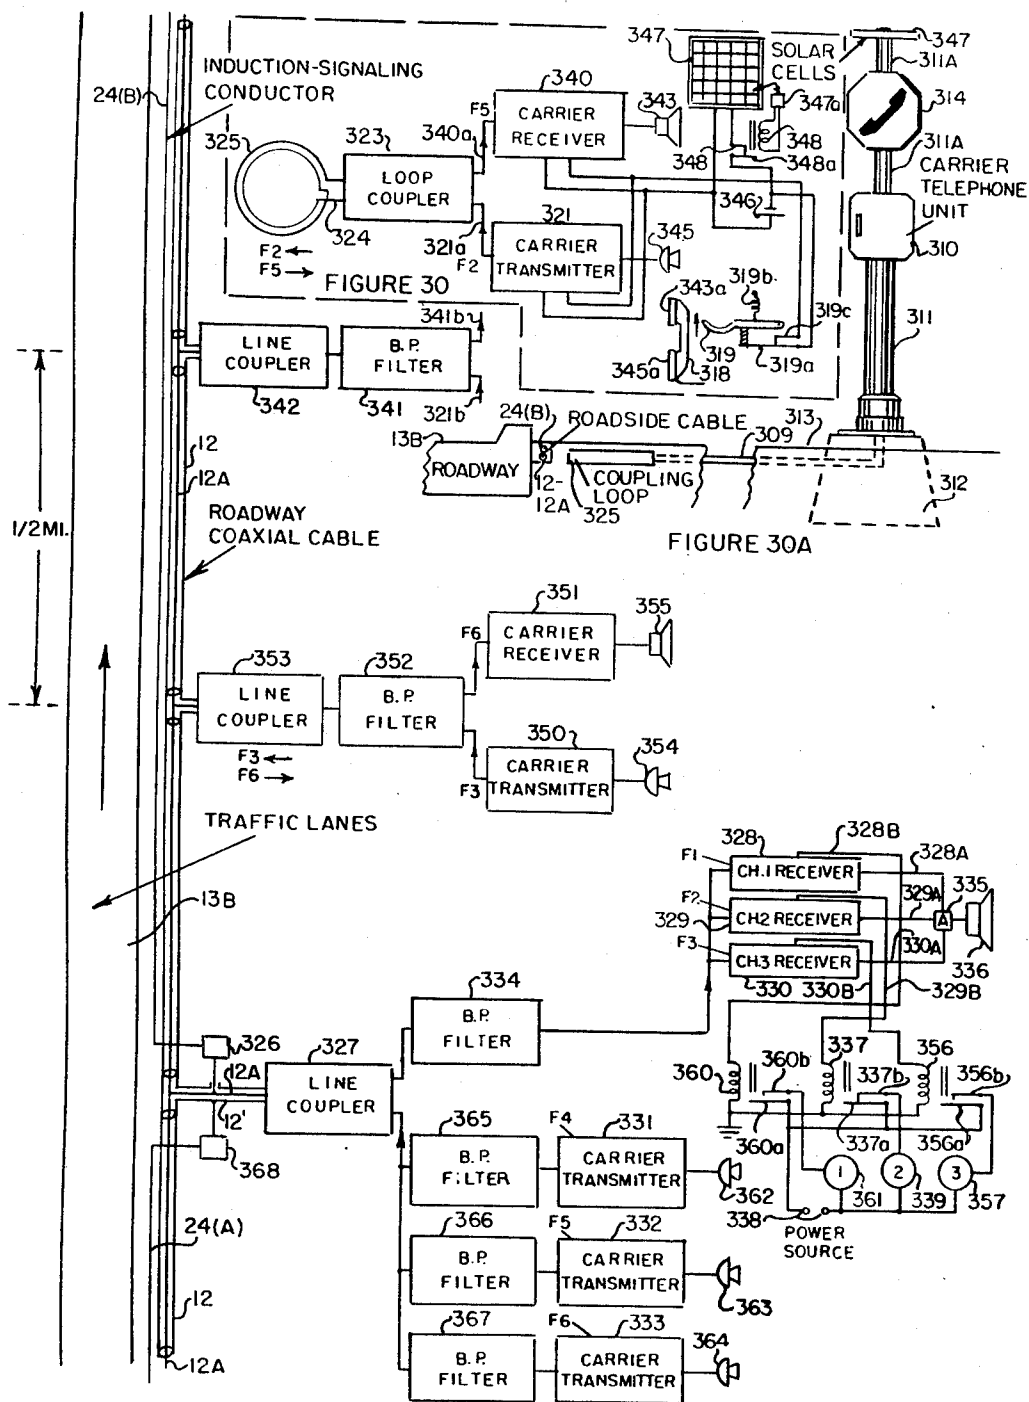 24(B)
INDUCTION-SIGNALING
CONDUCTOR
325
323
LOOP
COUPLER
324
F2 ←
F5 →
FIGURE 30
F5
340a
340
CARRIER
RECEIVER
343
321a
F2
321
CARRIER
TRANSMITTER
345
347
SOLAR
CELLS
347a
348
348
348a
346
343a
345a
318
319
319b
319a
319c
347
311A
314
311A
CARRIER
TELEPHONE
UNIT
310
311
313
312
341b
321b
LINE
COUPLER
342
B.P.
FILTER
341
24(B)
13B
ROADSIDE CABLE
ROADWAY
12-
12A
325
COUPLING
LOOP
309
FIGURE 30A
12
12A
1/2MI.
ROADWAY
COAXIAL CABLE
353
LINE
COUPLER
F3 ←
F6 →
352
B.P.
FILTER
F6
351
CARRIER
RECEIVER
355
F3
350
CARRIER
TRANSMITTER
354
TRAFFIC LANES
13B
326
12A
12'
368
327
LINE
COUPLER
334
B.P.
FILTER
F1
328
CH.1 RECEIVER
328B
328A
F2
329
CH2 RECEIVER
329A
F3
CH.3 RECEIVER
330
330B
330A
329B
A
335
336
360
360b
360a
337
337b
337a
356
356b
356a
1
361
2
339
3
357
338
POWER
SOURCE
365
B.P.
FILTER
F4
331
CARRIER
TRANSMITTER
362
366
B.P.
FILTER
F5
332
CARRIER
TRANSMITTER
363
367
B.P.
FILTER
F6
333
CARRIER
TRANSMITTER
364
24(A)
12
12A